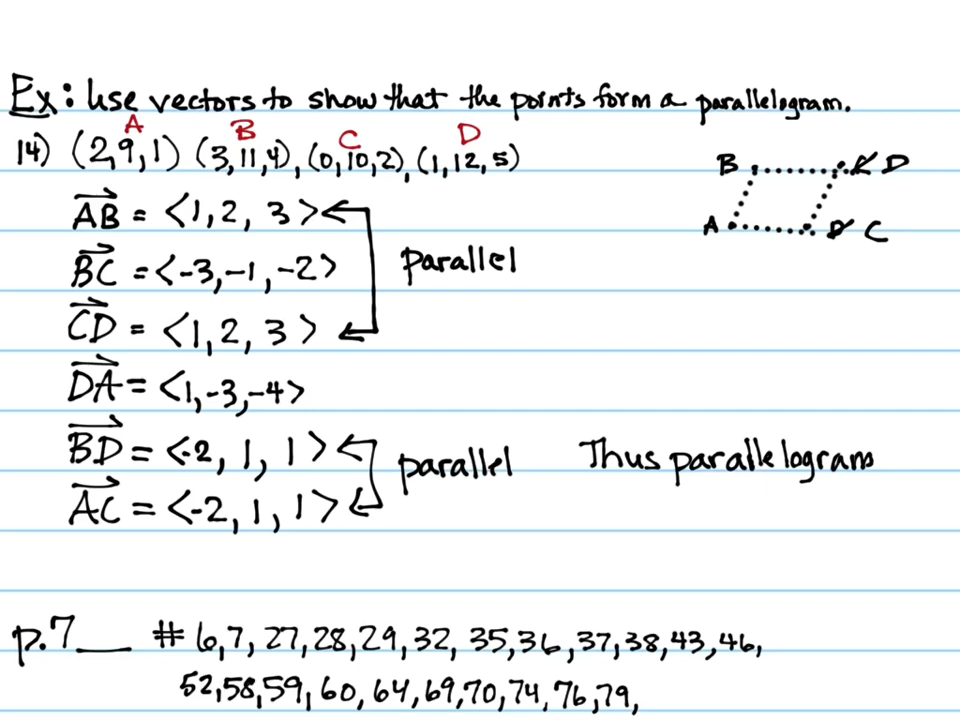 Ex: Use vectors to show that the points form a parallelogram.
A B C D
14) (2,9,1) (3,11,4), (0,10,2), (1,12,5)
B D
AB = <1, 2, 3>
A C
BC = <-3, -1, -2> parallel
CD = <1, 2, 3>
DA = <1, -3, -4>
BD = <-2, 1, 1>
parallel Thus parallelogram
AC = <-2, 1, 1>
p.7__ # 6, 7, 27, 28, 29, 32, 35, 36, 37, 38, 43, 46,
52, 58, 59, 60, 64, 69, 70, 74, 76, 79,